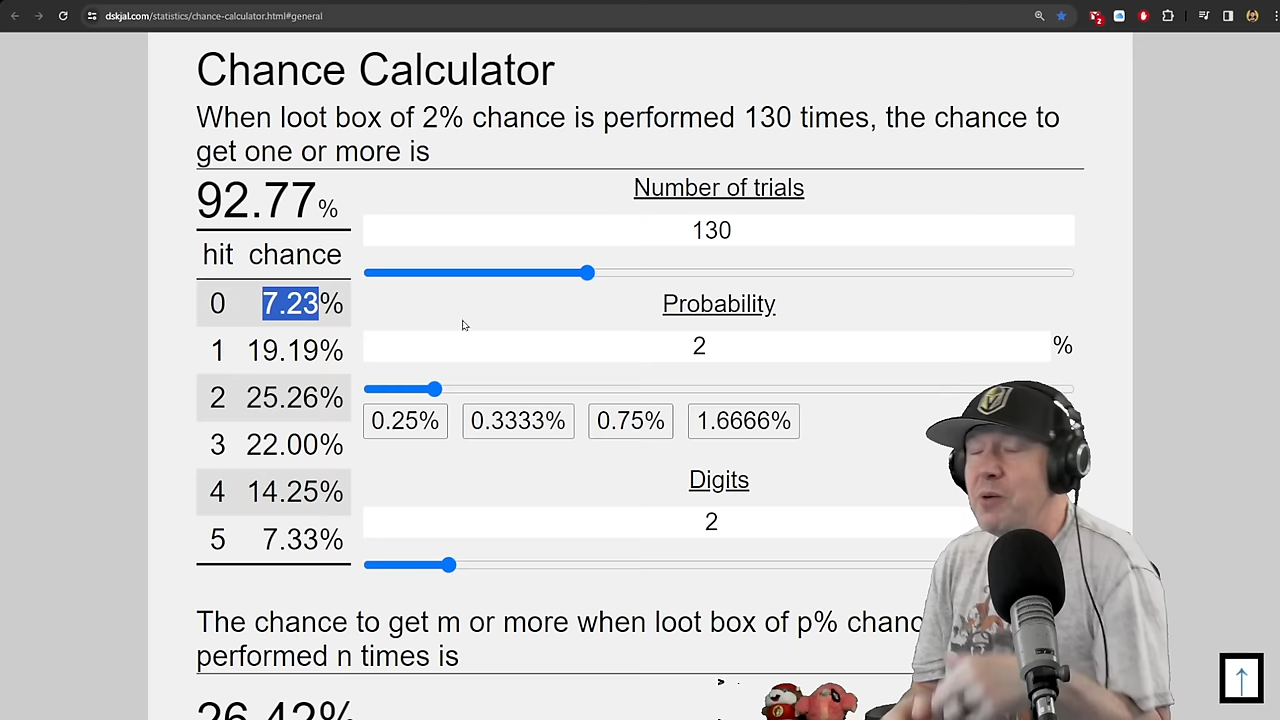 dskjal.com/statistics/chance-calculator.html#general
2
Chance Calculator
When loot box of 2% chance is performed 130 times, the chance to
get one or more is
92.77%
Number of trials
130
hit chance
0 7.23%
1 19.19%
2 25.26%
3 22.00%
4 14.25%
5 7.33%
Probability
2 %
0.25% 0.3333% 0.75% 1.6666%
Digits
2
The chance to get m or more when loot box of p% chanc
performed n times is
26.42%
↑